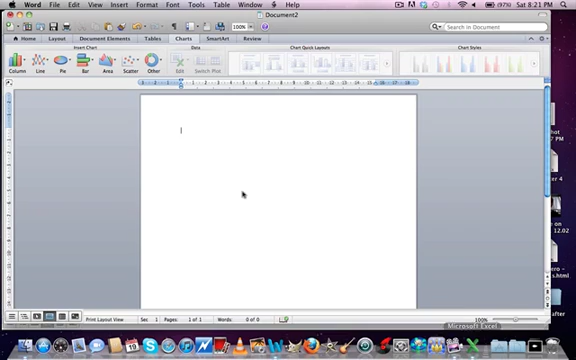 Word File Edit View Insert Format Font Tools Table Window Help (97%) Sat 8:21 PM
Document2
100%
Search in Document
Home Layout Document Elements Tables Charts SmartArt Review
Insert Chart Data Chart Quick Layouts Chart Styles
Column Line Pie Bar Area Scatter Other Edit Switch Plot
Print Layout View Sec 1 Pages: 1 of 1 Words: 0 of 0 100%
Microsoft Excel